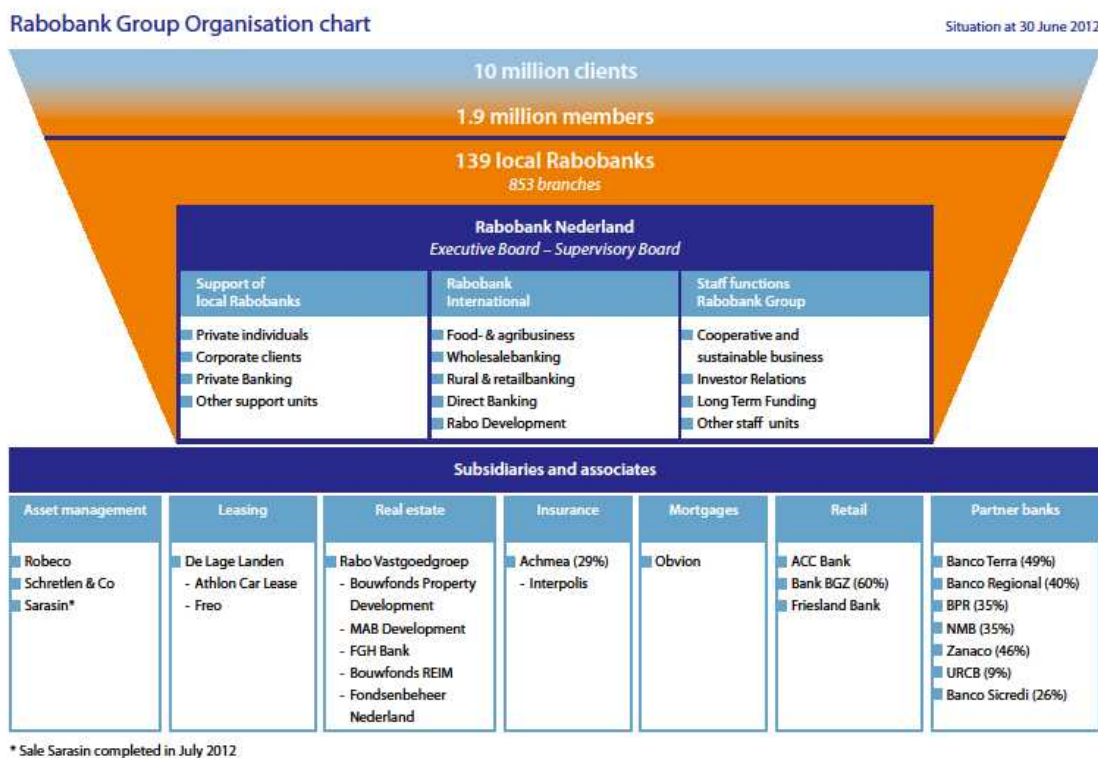 Rabobank Group Organisation chart
Situation at 30 June 2012
10 million clients
1.9 million members
139 local Rabobanks
853 branches
Rabobank Nederland
Executive Board – Supervisory Board
Support of
local Rabobanks
Private individuals
Corporate clients
Private Banking
Other support units
Rabobank
International
Food- & agribusiness
Wholesalebanking
Rural & retailbanking
Direct Banking
Rabo Development
Staff functions
Rabobank Group
Cooperative and
sustainable business
Investor Relations
Long Term Funding
Other staff units
Subsidiaries and associates
Asset management
Robeco
Schretlen & Co
Sarasin*
Leasing
De Lage Landen
- Athlon Car Lease
- Freo
Real estate
Rabo Vastgoedgroep
- Bouwfonds Property
Development
- MAB Development
- FGH Bank
- Bouwfonds REIM
- Fondsenbeheer
Nederland
Insurance
Achmea (29%)
- Interpolis
Mortgages
Obvion
Retail
ACC Bank
Bank BGZ (60%)
Friesland Bank
Partner banks
Banco Terra (49%)
Banco Regional (40%)
BPR (35%)
NMB (35%)
Zanaco (46%)
URCB (9%)
Banco Sicredi (26%)
* Sale Sarasin completed in July 2012